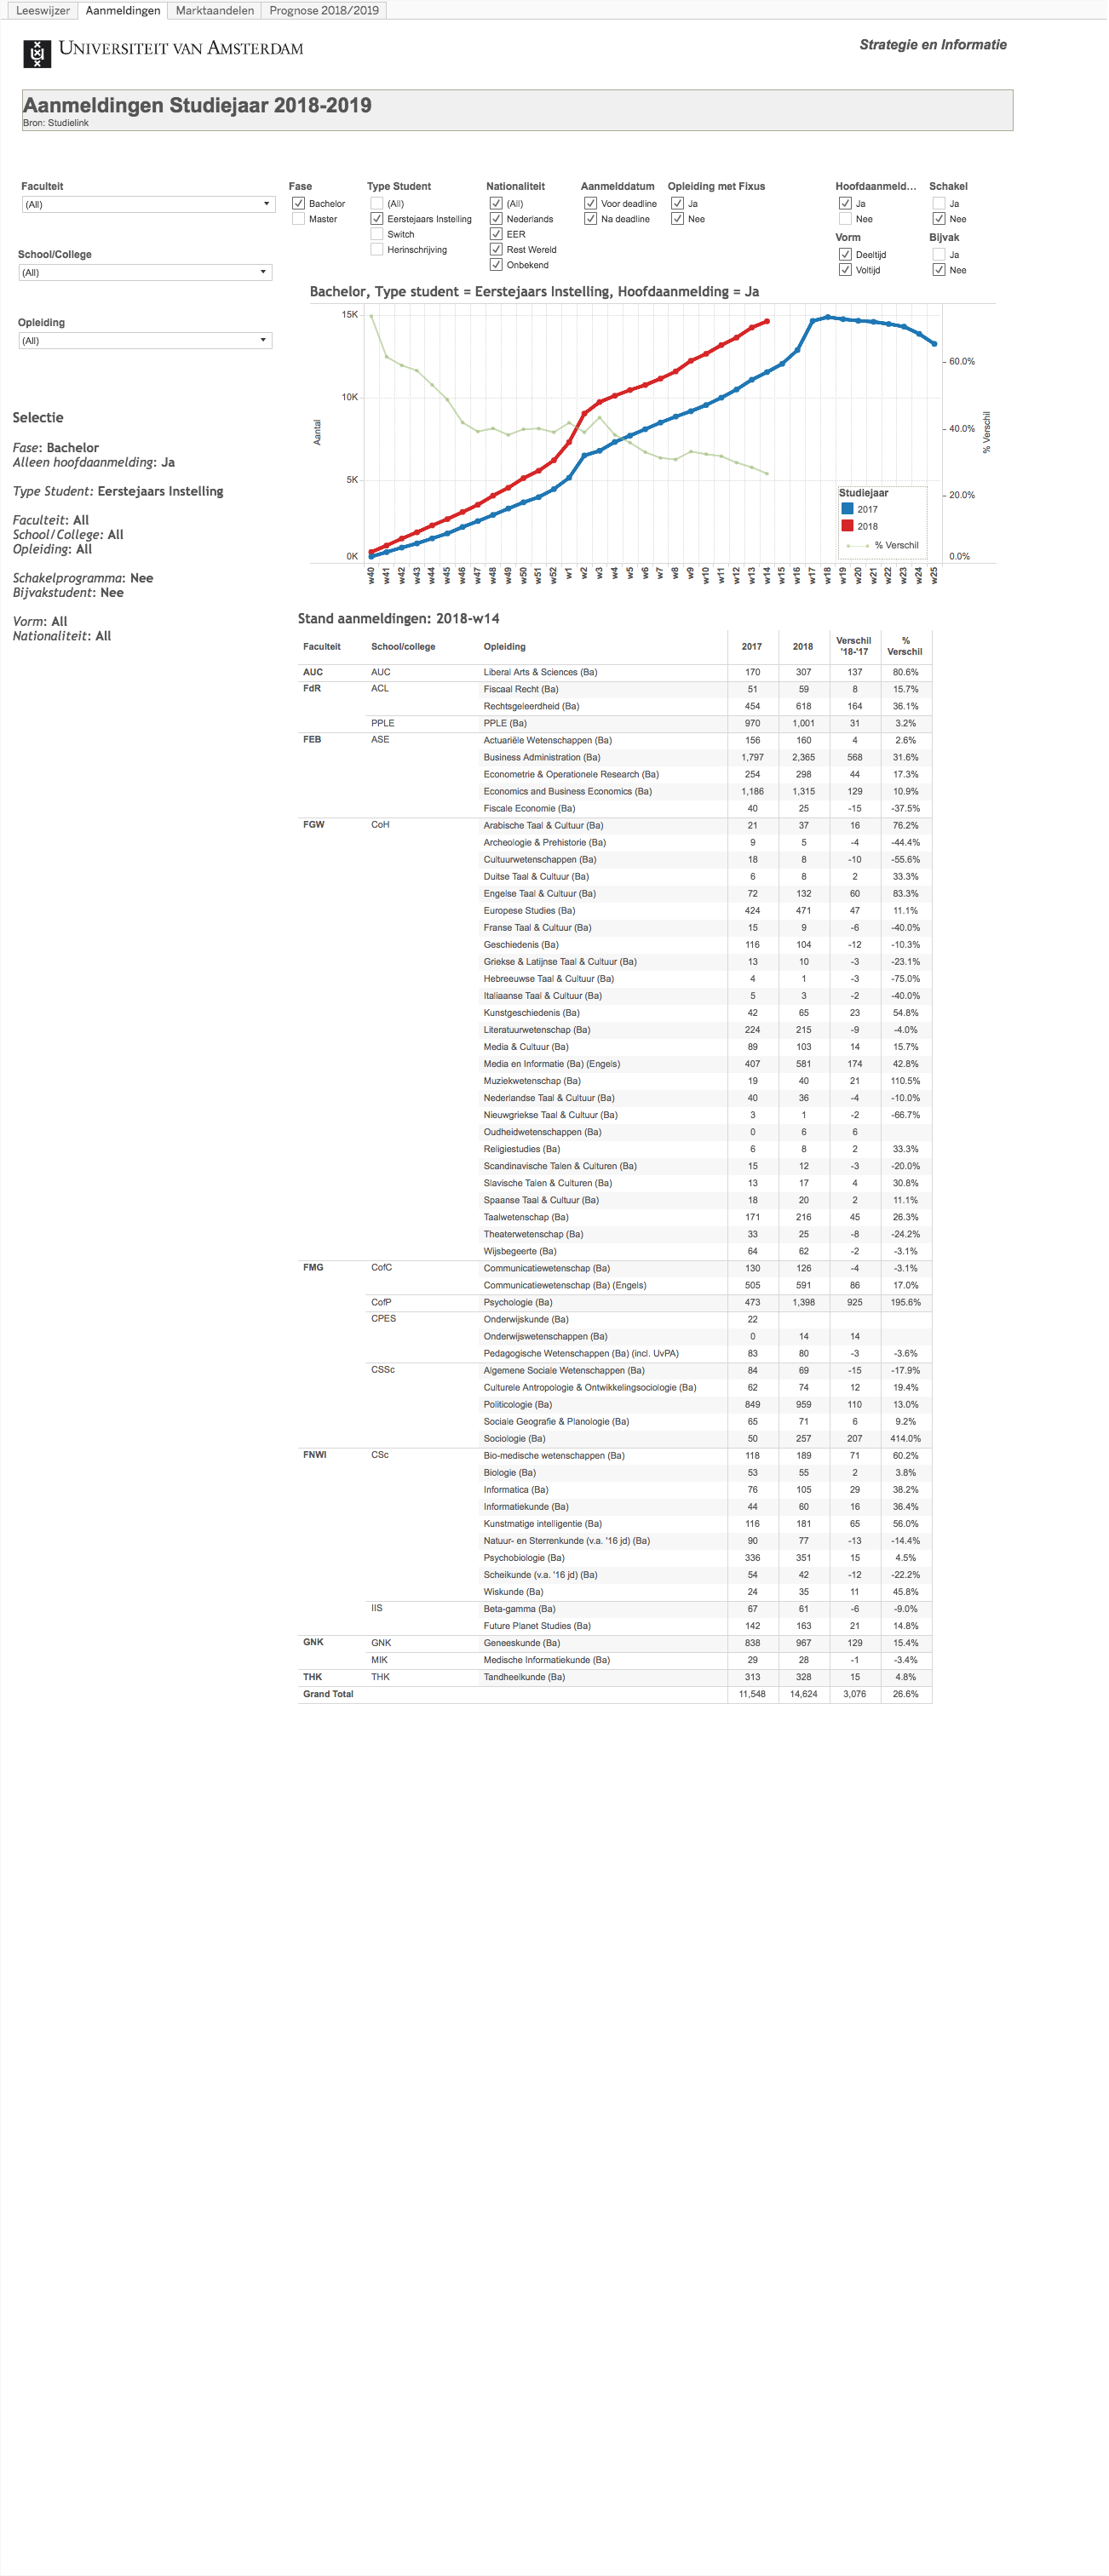 Leeswijzer Aanmeldingen Marktaandelen Prognose 2018/2019
UNIVERSITEIT VAN AMSTERDAM
Strategie en Informatie
Aanmeldingen Studiejaar 2018-2019
Bron: Studielink
Faculteit
(All)
School/College
(All)
Opleiding
(All)
Fase
Bachelor
Master
Type Student
(All)
Eerstejaars Instelling
Switch
Herinschrijving
Nationaliteit
(All)
Nederlands
EER
Rest Wereld
Onbekend
Aanmelddatum
Voor deadline
Na deadline
Opleiding met Fixus
Ja
Nee
Hoofdaanmeld...
Ja
Nee
Vorm
Deeltijd
Voltijd
Schakel
Ja
Nee
Bijvak
Ja
Nee
Selectie
Fase: Bachelor
Alleen hoofdaanmelding: Ja
Type Student: Eerstejaars Instelling
Faculteit: All
School/College: All
Opleiding: All
Schakelprogramma: Nee
Bijvakstudent: Nee
Vorm: All
Nationaliteit: All
Bachelor, Type student = Eerstejaars Instelling, Hoofdaanmelding = Ja
15K
10K
5K
0K
Aantal
60.0%
40.0%
20.0%
0.0%
% Verschil
Studiejaar
2017
2018
% Verschil
w40 w41 w42 w43 w44 w45 w46 w47 w48 w49 w50 w51 w52 w1 w2 w3 w4 w5 w6 w7 w8 w9 w10 w11 w12 w13 w14 w15 w16 w17 w18 w19 w20 w21 w22 w23 w24 w25
Stand aanmeldingen: 2018-w14
Faculteit School/college Opleiding 2017 2018 Verschil '18-'17 % Verschil
AUC AUC Liberal Arts & Sciences (Ba) 170 307 137 80.6%
FdR ACL Fiscaal Recht (Ba) 51 59 8 15.7%
Rechtsgeleerdheid (Ba) 454 618 164 36.1%
PPLE PPLE (Ba) 970 1,001 31 3.2%
FEB ASE Actuariële Wetenschappen (Ba) 156 160 4 2.6%
Business Administration (Ba) 1,797 2,365 568 31.6%
Econometrie & Operationele Research (Ba) 254 298 44 17.3%
Economics and Business Economics (Ba) 1,186 1,315 129 10.9%
Fiscale Economie (Ba) 40 25 -15 -37.5%
FGW CoH Arabische Taal & Cultuur (Ba) 21 37 16 76.2%
Archeologie & Prehistorie (Ba) 9 5 -4 -44.4%
Cultuurwetenschappen (Ba) 18 8 -10 -55.6%
Duitse Taal & Cultuur (Ba) 6 8 2 33.3%
Engelse Taal & Cultuur (Ba) 72 132 60 83.3%
Europese Studies (Ba) 424 471 47 11.1%
Franse Taal & Cultuur (Ba) 15 9 -6 -40.0%
Geschiedenis (Ba) 116 104 -12 -10.3%
Griekse & Latijnse Taal & Cultuur (Ba) 13 10 -3 -23.1%
Hebreeuwse Taal & Cultuur (Ba) 4 1 -3 -75.0%
Italiaanse Taal & Cultuur (Ba) 5 3 -2 -40.0%
Kunstgeschiedenis (Ba) 42 65 23 54.8%
Literatuurwetenschap (Ba) 224 215 -9 -4.0%
Media & Cultuur (Ba) 89 103 14 15.7%
Media en Informatie (Ba) (Engels) 407 581 174 42.8%
Muziekwetenschap (Ba) 19 40 21 110.5%
Nederlandse Taal & Cultuur (Ba) 40 36 -4 -10.0%
Nieuwgriekse Taal & Cultuur (Ba) 3 1 -2 -66.7%
Oudheidwetenschappen (Ba) 0 6 6
Religiestudies (Ba) 6 8 2 33.3%
Scandinavische Talen & Culturen (Ba) 15 12 -3 -20.0%
Slavische Talen & Culturen (Ba) 13 17 4 30.8%
Spaanse Taal & Cultuur (Ba) 18 20 2 11.1%
Taalwetenschap (Ba) 171 216 45 26.3%
Theaterwetenschap (Ba) 33 25 -8 -24.2%
Wijsbegeerte (Ba) 64 62 -2 -3.1%
FMG CofC Communicatiewetenschap (Ba) 130 126 -4 -3.1%
Communicatiewetenschap (Ba) (Engels) 505 591 86 17.0%
CofP Psychologie (Ba) 473 1,398 925 195.6%
CPES Onderwijskunde (Ba) 22
Onderwijswetenschappen (Ba) 0 14 14
Pedagogische Wetenschappen (Ba) (incl. UvPA) 83 80 -3 -3.6%
CSSc Algemene Sociale Wetenschappen (Ba) 84 69 -15 -17.9%
Culturele Antropologie & Ontwikkelingsociologie (Ba) 62 74 12 19.4%
Politicologie (Ba) 849 959 110 13.0%
Sociale Geografie & Planologie (Ba) 65 71 6 9.2%
Sociologie (Ba) 50 257 207 414.0%
FNWI CSc Bio-medische wetenschappen (Ba) 118 189 71 60.2%
Biologie (Ba) 53 55 2 3.8%
Informatica (Ba) 76 105 29 38.2%
Informatiekunde (Ba) 44 60 16 36.4%
Kunstmatige intelligentie (Ba) 116 181 65 56.0%
Natuur- en Sterrenkunde (v.a. '16 jd) (Ba) 90 77 -13 -14.4%
Psychobiologie (Ba) 336 351 15 4.5%
Scheikunde (v.a. '16 jd) (Ba) 54 42 -12 -22.2%
Wiskunde (Ba) 24 35 11 45.8%
IIS Beta-gamma (Ba) 67 61 -6 -9.0%
Future Planet Studies (Ba) 142 163 21 14.8%
GNK GNK Geneeskunde (Ba) 838 967 129 15.4%
MIK Medische Informatiekunde (Ba) 29 28 -1 -3.4%
THK THK Tandheelkunde (Ba) 313 328 15 4.8%
Grand Total 11,548 14,624 3,076 26.6%